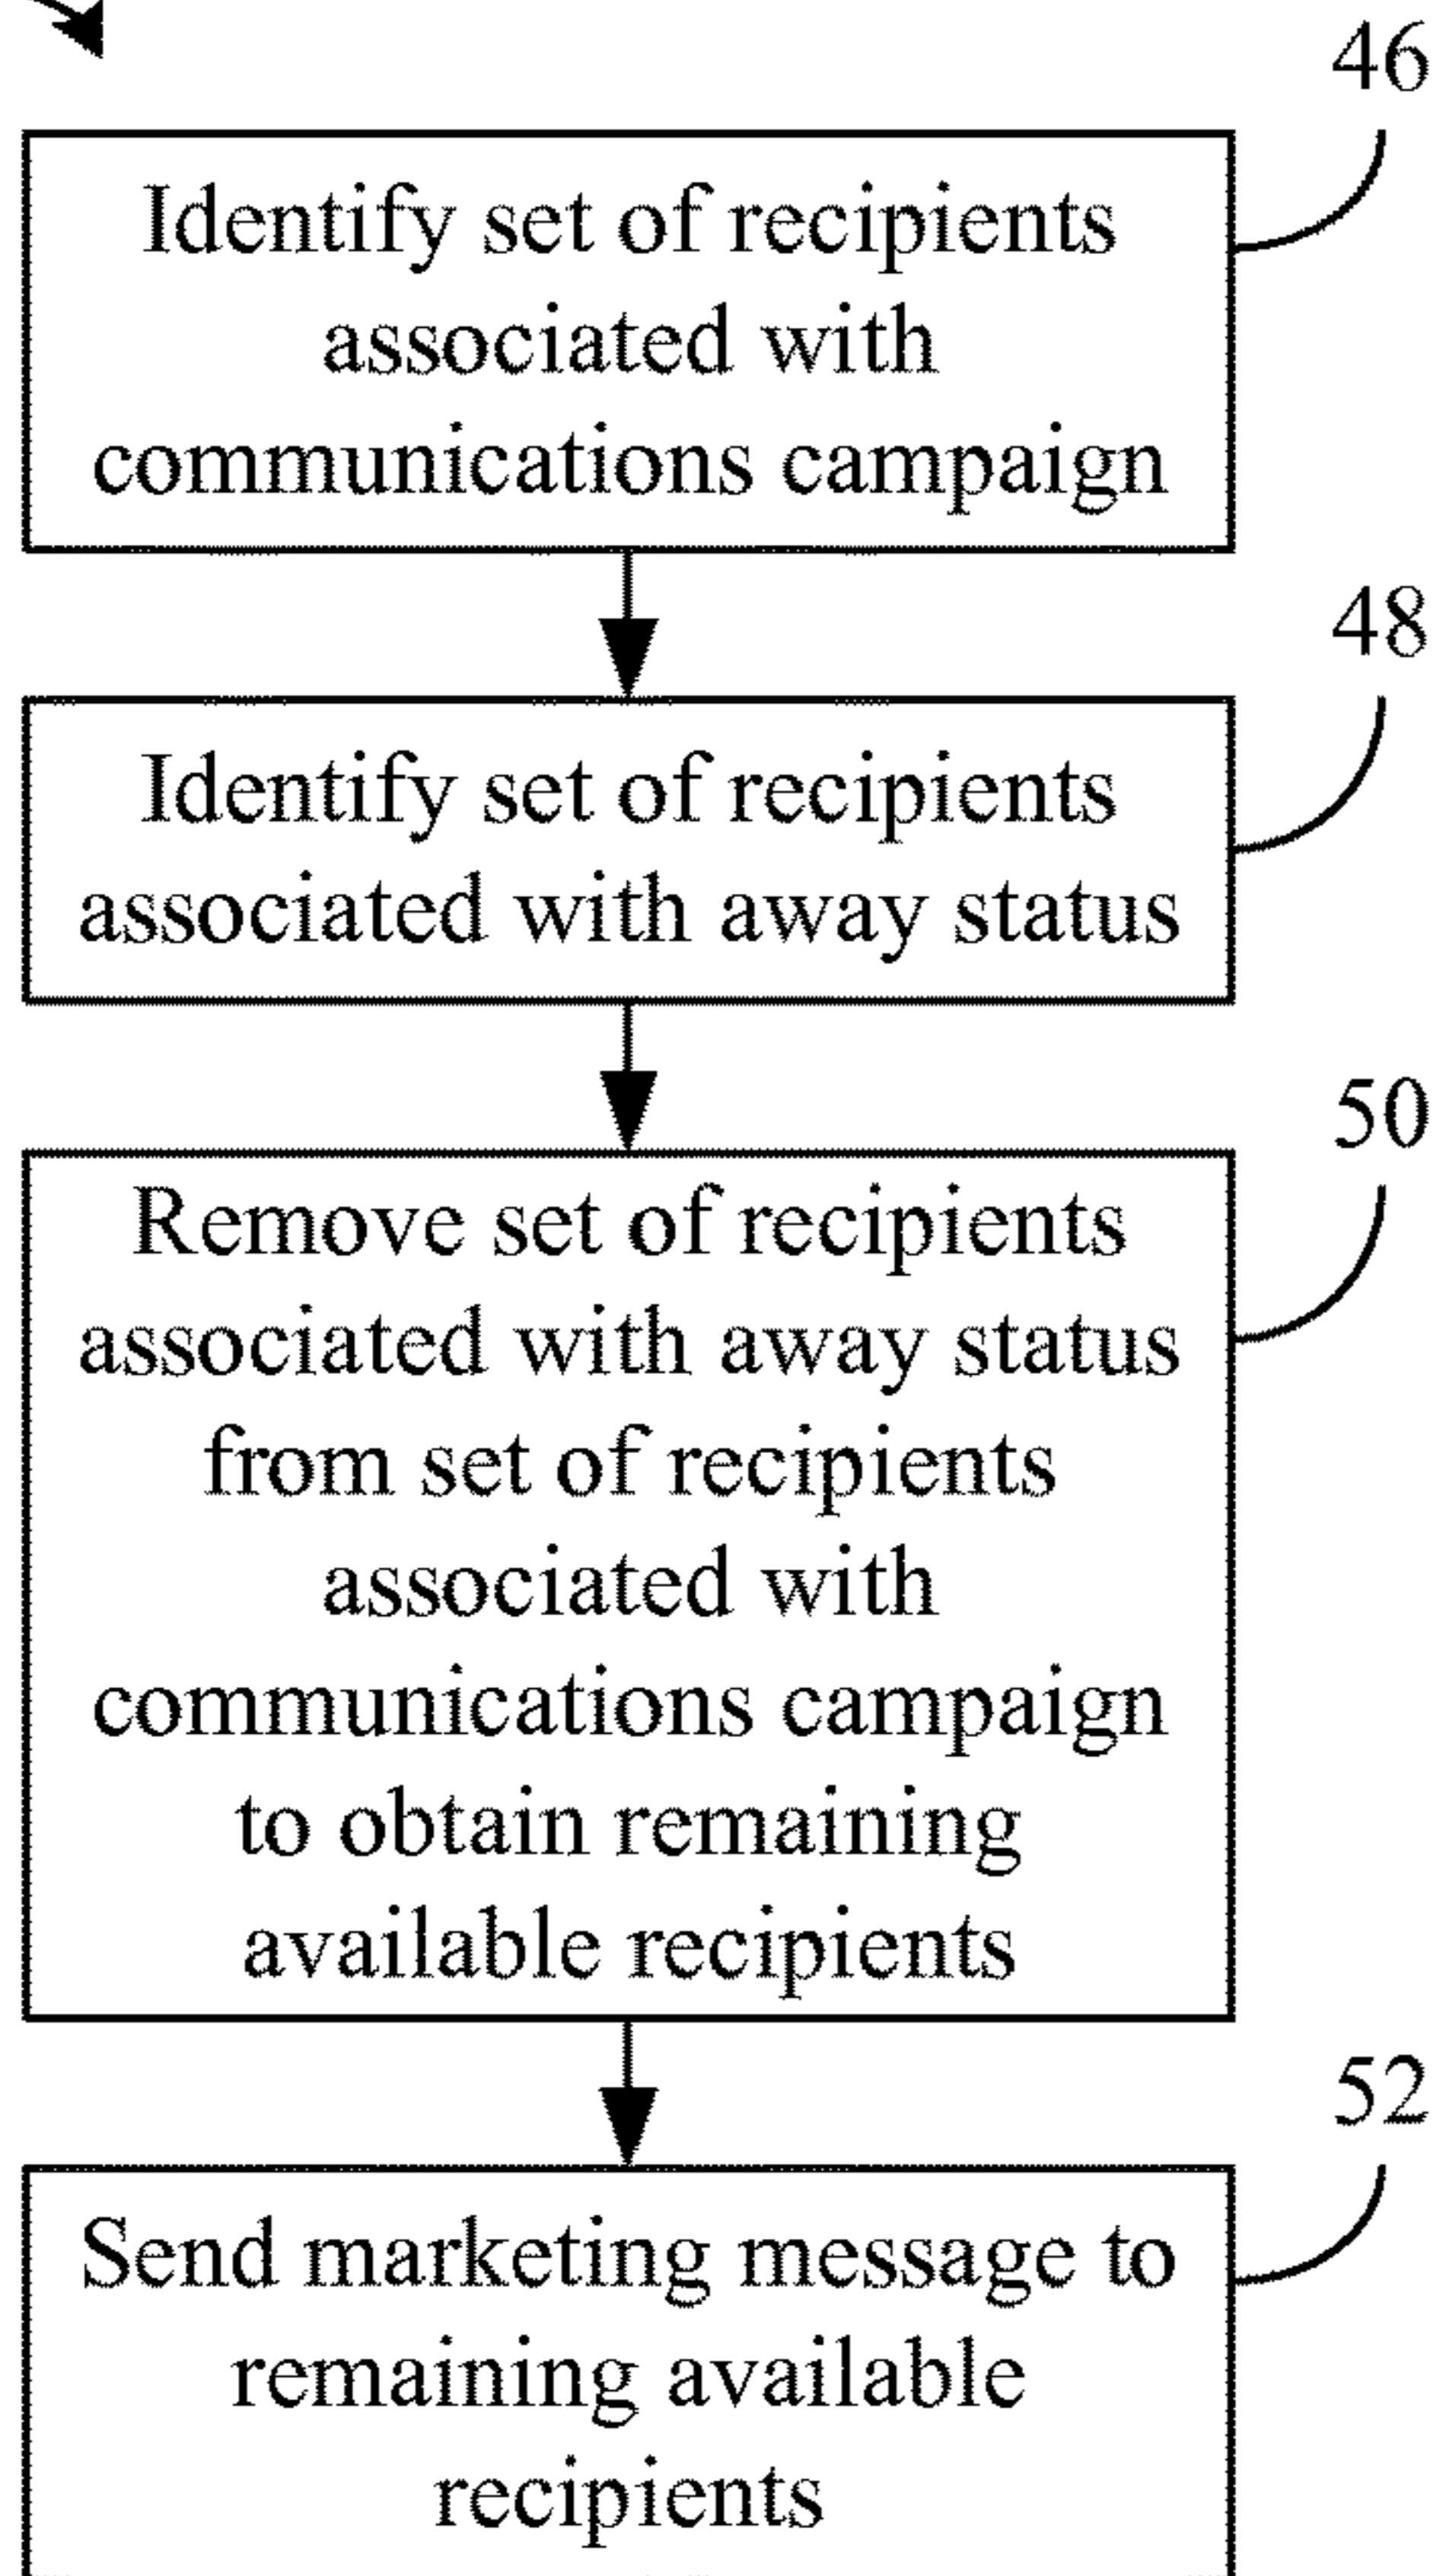 46
Identify set of recipients
associated with
communications campaign
48
Identify set of recipients
associated with away status
50
Remove set of recipients
associated with away status
from set of recipients
associated with
communications campaign
to obtain remaining
available recipients
52
Send marketing message to
remaining available
recipients